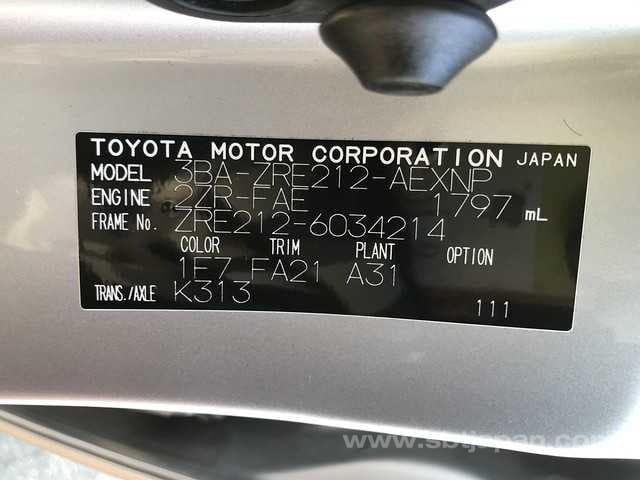 TOYOTA MOTOR CORPORATION JAPAN
MODEL 3BA-ZRE212-AEXNP
ENGINE 2ZR-FAE 1797 mL
FRAME No. ZRE212-6034214
COLOR TRIM PLANT OPTION
1E7 FA21 A31
TRANS./AXLE K313
111
www.sbtjapan.com